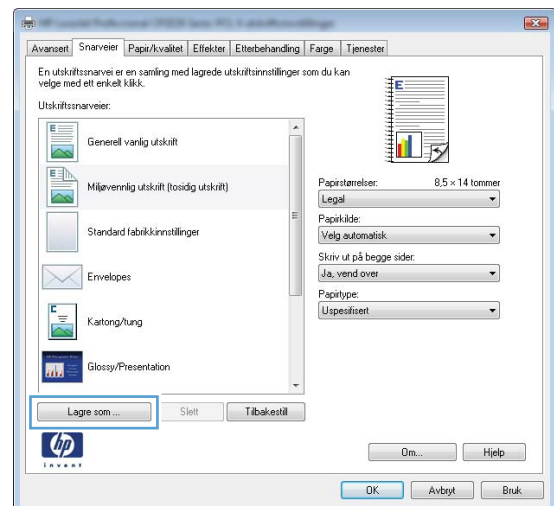 Avansert Snarveier Papir/kvalitet Effekter Etterbehandling Farge Tjenester
En utskriftssnarvei er en samling med lagrede utskriftsinnstillinger som du kan
velge med ett enkelt klikk.
Utskriftssnarveier:
Generell vanlig utskrift
Miljøvennlig utskrift (tosidig utskrift)
Standard fabrikkinnstillinger
Envelopes
Kartong/tung
Glossy/Presentation
Lagre som ... Slett Tilbakestill
Papirstørrelser: 8,5 × 14 tommer
Legal
Papirkilde:
Velg automatisk
Skriv ut på begge sider:
Ja, vend over
Papirtype:
Uspesifisert
hp
invent
Om... Hjelp
OK Avbryt Bruk